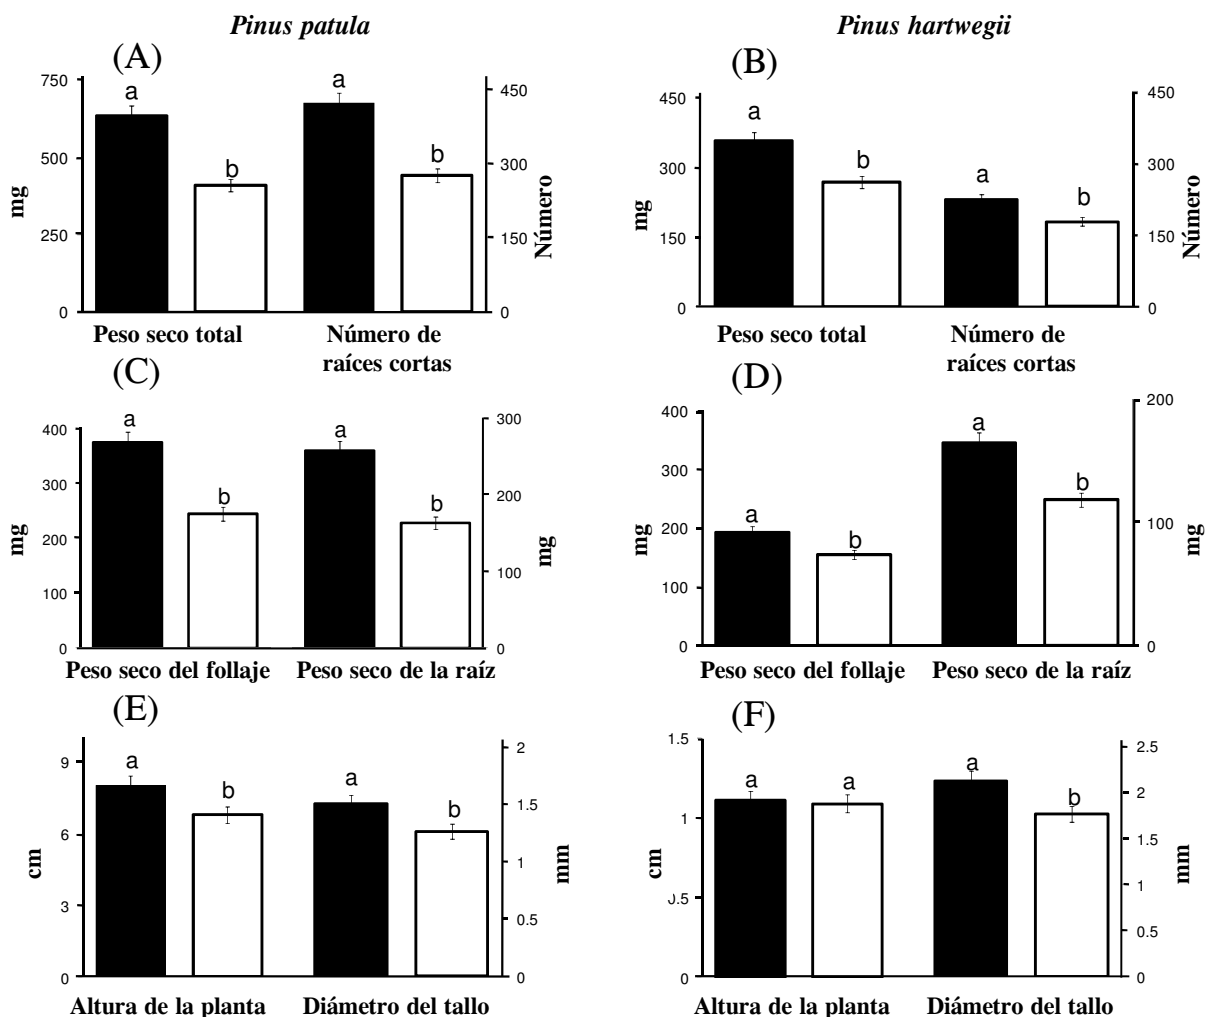 Pinus patula
Pinus hartwegii
(A)
750
500
250
0
mg
a
b
a
b
450
300
150
0
Número
Peso seco total
Número de
raíces cortas
(B)
450
300
150
0
mg
a
b
a
b
450
300
150
0
Número
Peso seco total
Número de
raíces cortas
(C)
400
300
200
100
0
mg
a
b
a
b
300
200
100
0
mg
Peso seco del follaje
Peso seco de la raíz
(D)
400
300
200
100
0
mg
a
b
a
b
200
100
0
mg
Peso seco del follaje
Peso seco de la raíz
(E)
9
6
3
0
cm
a
b
a
b
2
1.5
1
0.5
0
mm
Altura de la planta
Diámetro del tallo
(F)
1.5
1
0.5
0
cm
a
a
a
b
2.5
2
1.5
1
0.5
0
mm
Altura de la planta
Diámetro del tallo